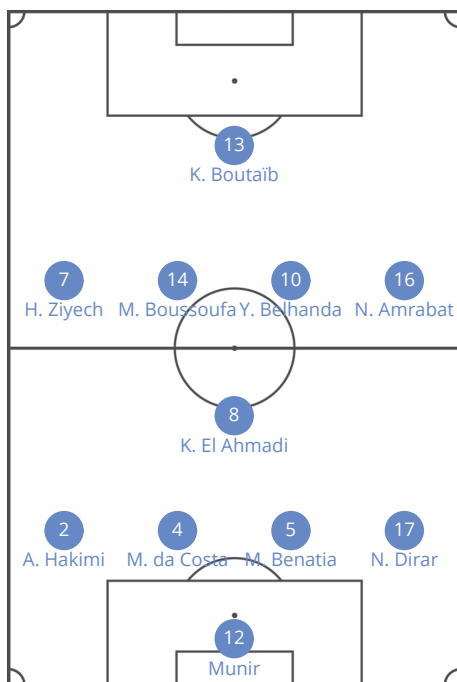 13
K. Boutaïb
7 14 10 16
H. Ziyech M. Boussoufa Y. Belhanda N. Amrabat
8
K. El Ahmadi
2 4 5 17
A. Hakimi M. da Costa M. Benatia N. Dirar
12
Munir